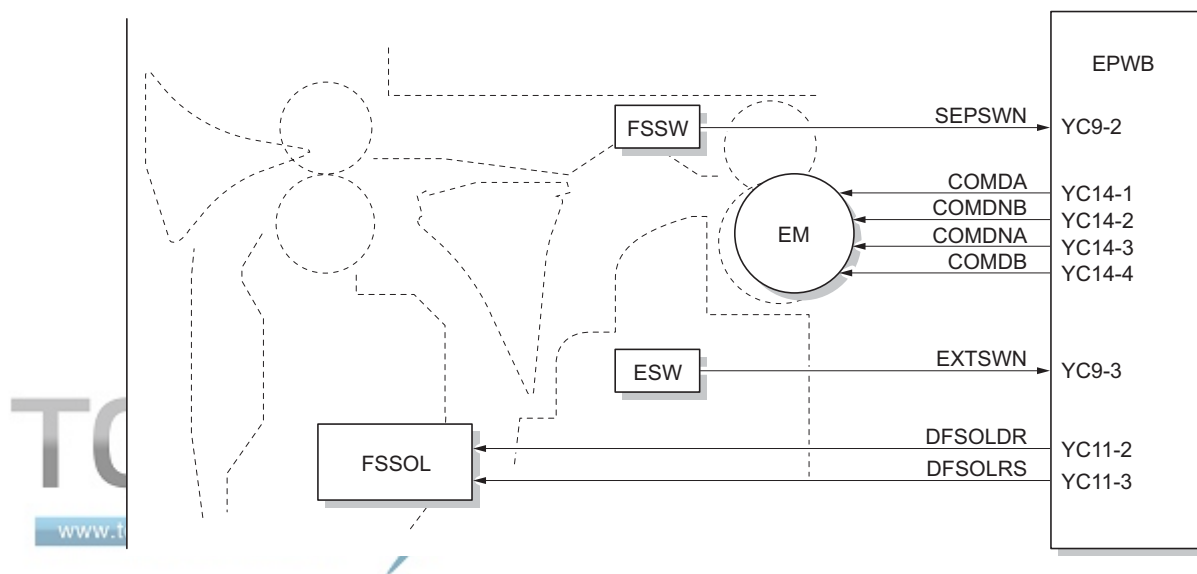 EPWB
FSSW
SEPSWN
YC9-2
EM
COMDA
YC14-1
COMDNB
YC14-2
COMDNA
YC14-3
COMDB
YC14-4
ESW
EXTSWN
YC9-3
FSSOL
DFSOLDR
YC11-2
DFSOLRS
YC11-3